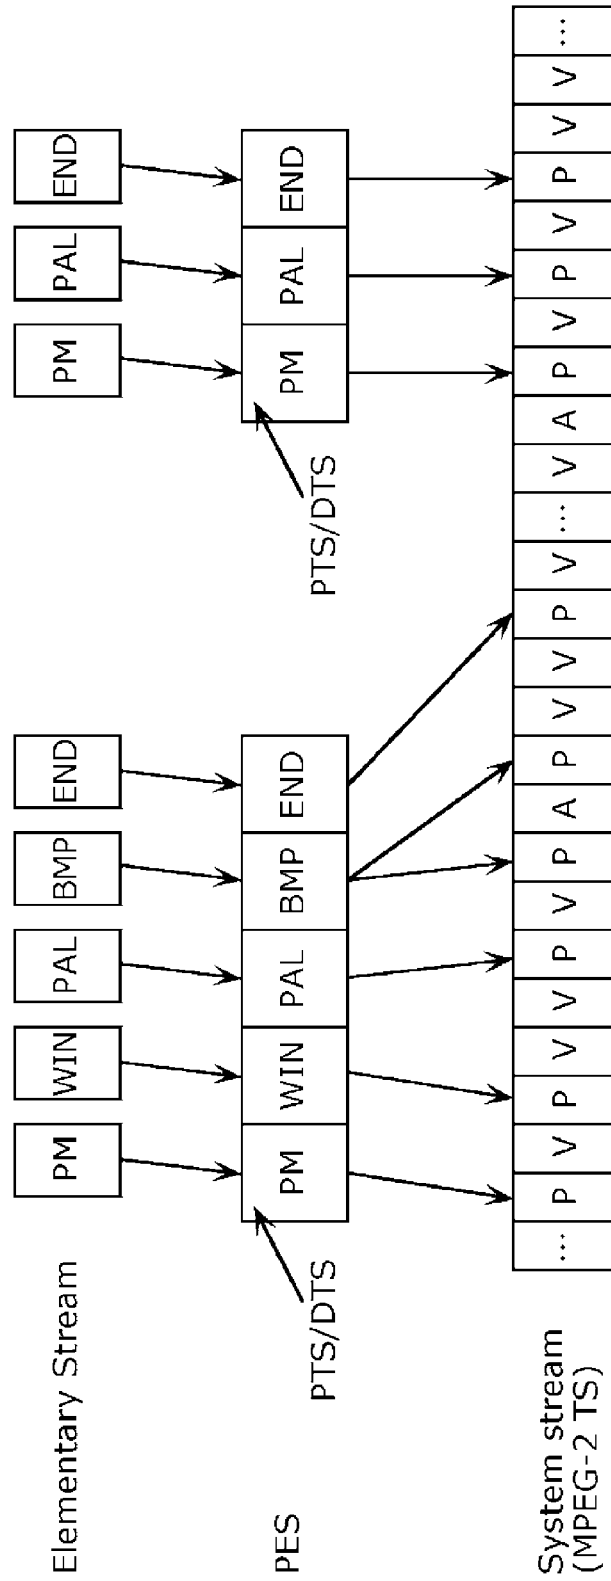 Elementary Stream PM WIN PAL BMP END PM PAL END
PES PM WIN PAL BMP END PM PAL END
PTS/DTS PTS/DTS
System stream
(MPEG-2 TS)
... P V P V V P V P A P V V P V ... V A P V P V P V V ...